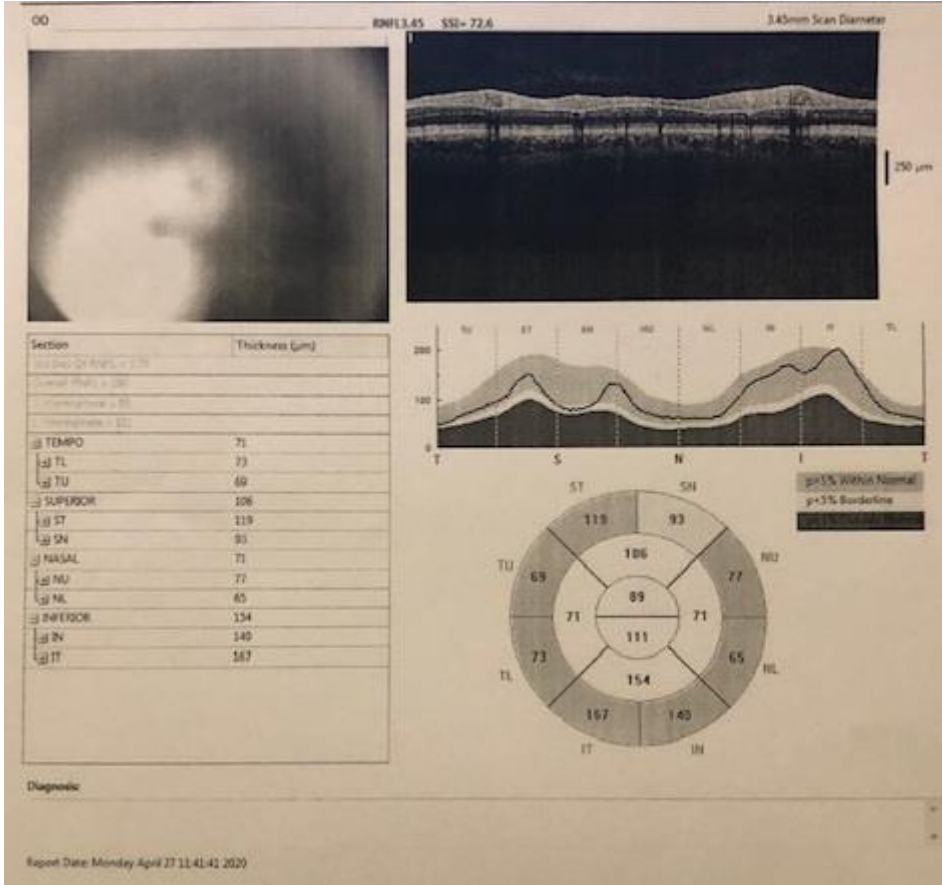 OD RNFL3.45 SSI= 72.6 3.45mm Scan Diameter
250 µm
Section Thickness (µm)
TEMPO 71
TL 73
TU 69
SUPERIOR 106
ST 119
SN 93
NASAL 71
NU 77
NL 65
INFERIOR 154
IN 140
IT 167
TU ST SN NU NL IN IT TL
200
100
0
T S N I T
p>5% Within Normal
p<5% Borderline
ST SN
119 93
TU 106 NU
69 89 77
71 71
111
TL 73 65 NL
154
167 140
IT IN
Diagnosis:
Report Date: Monday April 27 11:41:41 2020